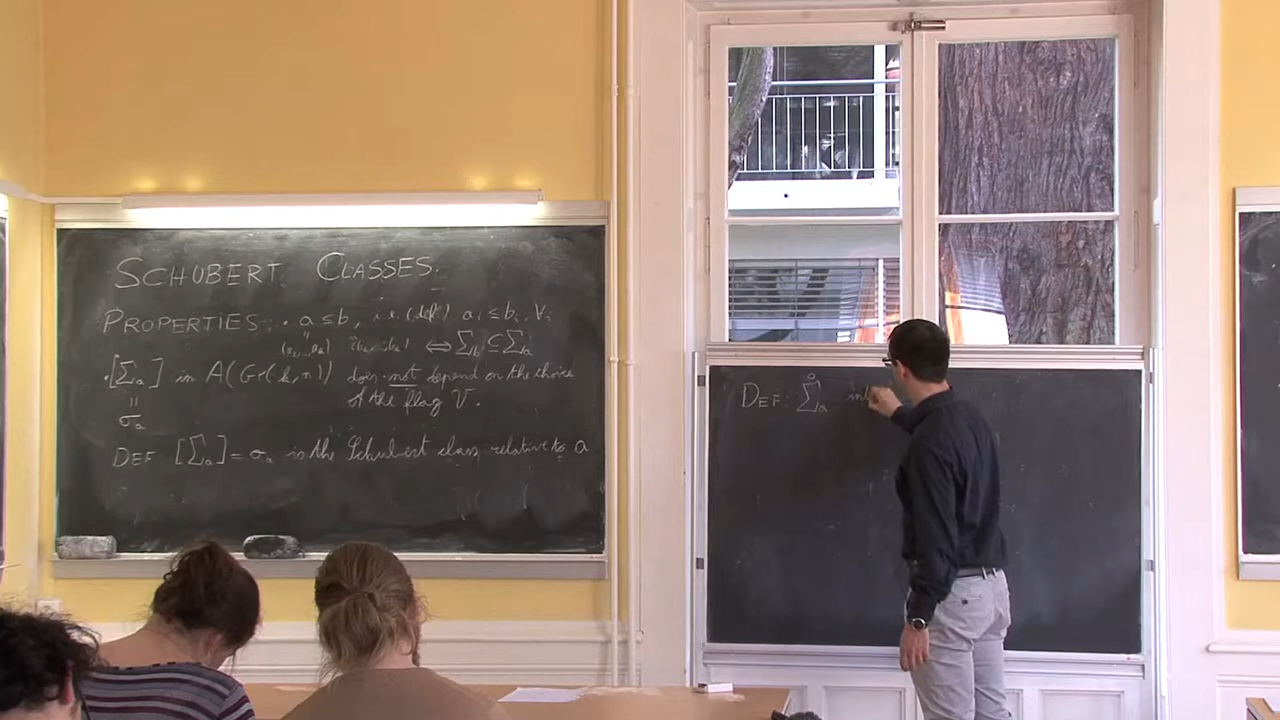 SCHUBERT CLASSES.
PROPERTIES: . a ≤ b, i.e. (def) aᵢ ≤ bᵢ ∀ᵢ
⟺ Σ_b ⊆ Σ_a
. [Σ_a] in A(Gr(k,n)) does not depend on the choice
of the flag V.
=
σ_a
DEF [Σ_a] = σ_a is the Schubert class relative to a
DEF: Σ̊_a